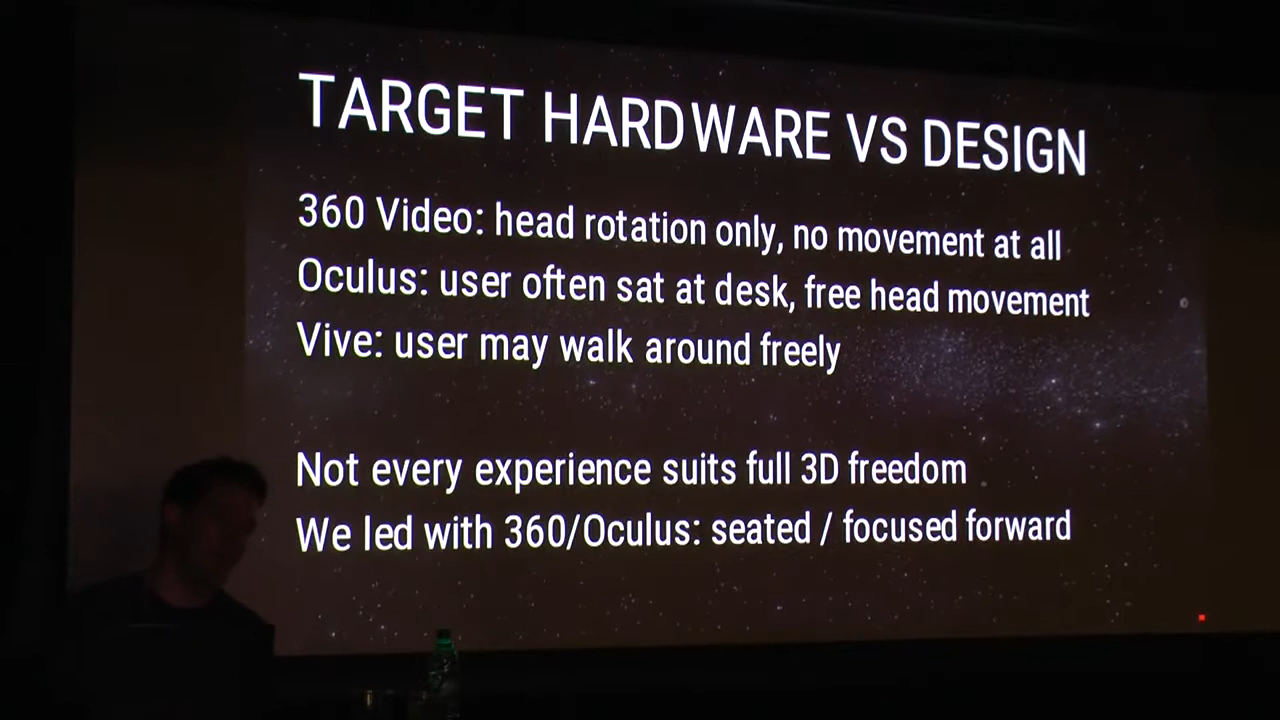 TARGET HARDWARE VS DESIGN
360 Video: head rotation only, no movement at all
Oculus: user often sat at desk, free head movement
Vive: user may walk around freely
Not every experience suits full 3D freedom
We led with 360/Oculus: seated / focused forward